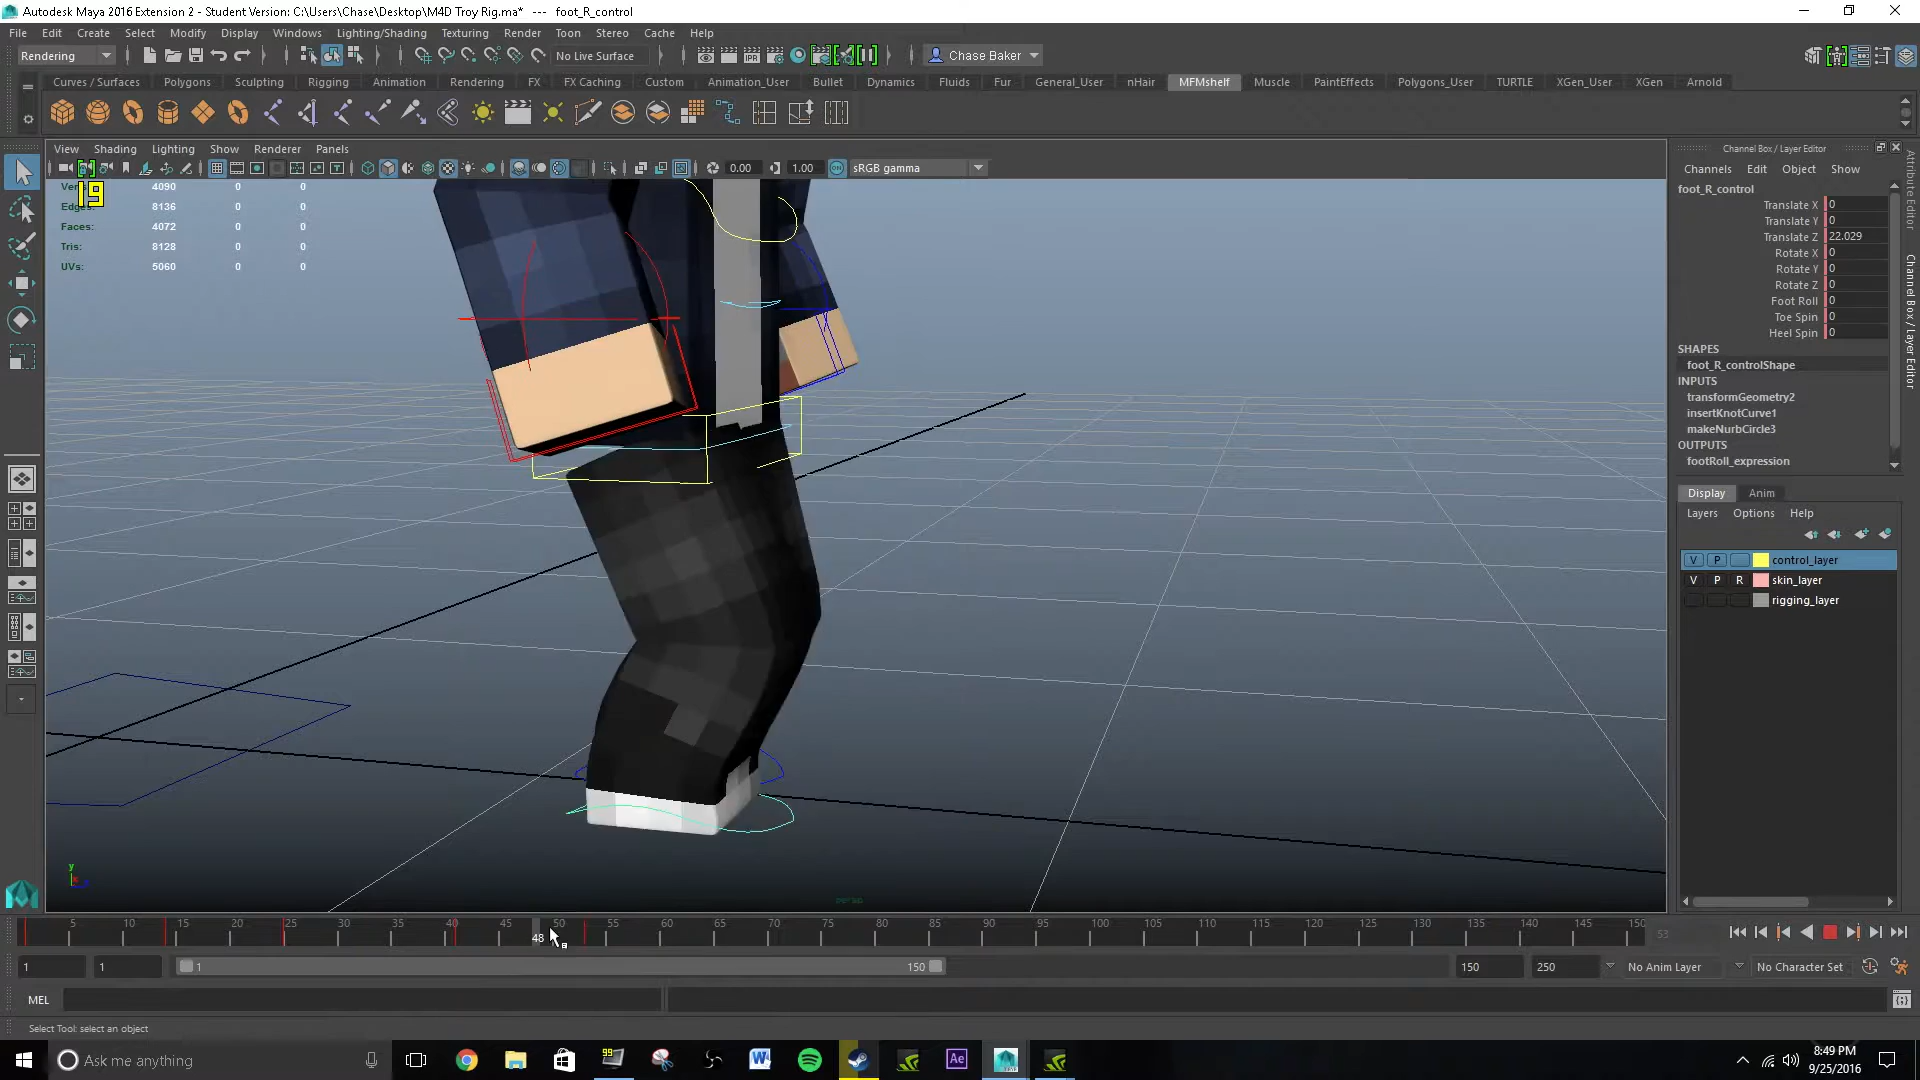 Autodesk Maya 2016 Extension 2 - Student Version: C:\Users\Chase\Desktop\M4D Troy Rig.ma* --- foot_R_control
File Edit Create Select Modify Display Windows Lighting/Shading Texturing Render Toon Stereo Cache Help
Rendering No Live Surface Chase Baker
Curves / Surfaces Polygons Sculpting Rigging Animation Rendering FX FX Caching Custom Animation_User Bullet Dynamics Fluids Fur General_User nHair MFMshelf Muscle PaintEffects Polygons_User TURTLE XGen_User XGen Arnold
View Shading Lighting Show Renderer Panels
0.00 1.00 sRGB gamma
19
4090 0 0
Edges: 8136 0 0
Faces: 4072 0 0
Tris: 8128 0 0
UVs: 5060 0 0
Channel Box / Layer Editor
Channels Edit Object Show
foot_R_control
Translate X 0
Translate Y 0
Translate Z 22.029
Rotate X 0
Rotate Y 0
Rotate Z 0
Foot Roll 0
Toe Spin 0
Heel Spin 0
SHAPES
foot_R_controlShape
INPUTS
transformGeometry2
insertKnotCurve1
makeNurbCircle3
OUTPUTS
footRoll_expression
Display Anim
Layers Options Help
V P control_layer
V P R skin_layer
rigging_layer
Attribute Editor
Channel Box / Layer Editor
y
5 10 15 20 25 30 35 40 45 50 55 60 65 70 75 80 85 90 95 100 105 110 115 120 125 130 135 140 145 150
48
53
1 1 1 150 150 250 No Anim Layer No Character Set
MEL
Select Tool: select an object
Ask me anything
99
Ae
8:49 PM
9/25/2016